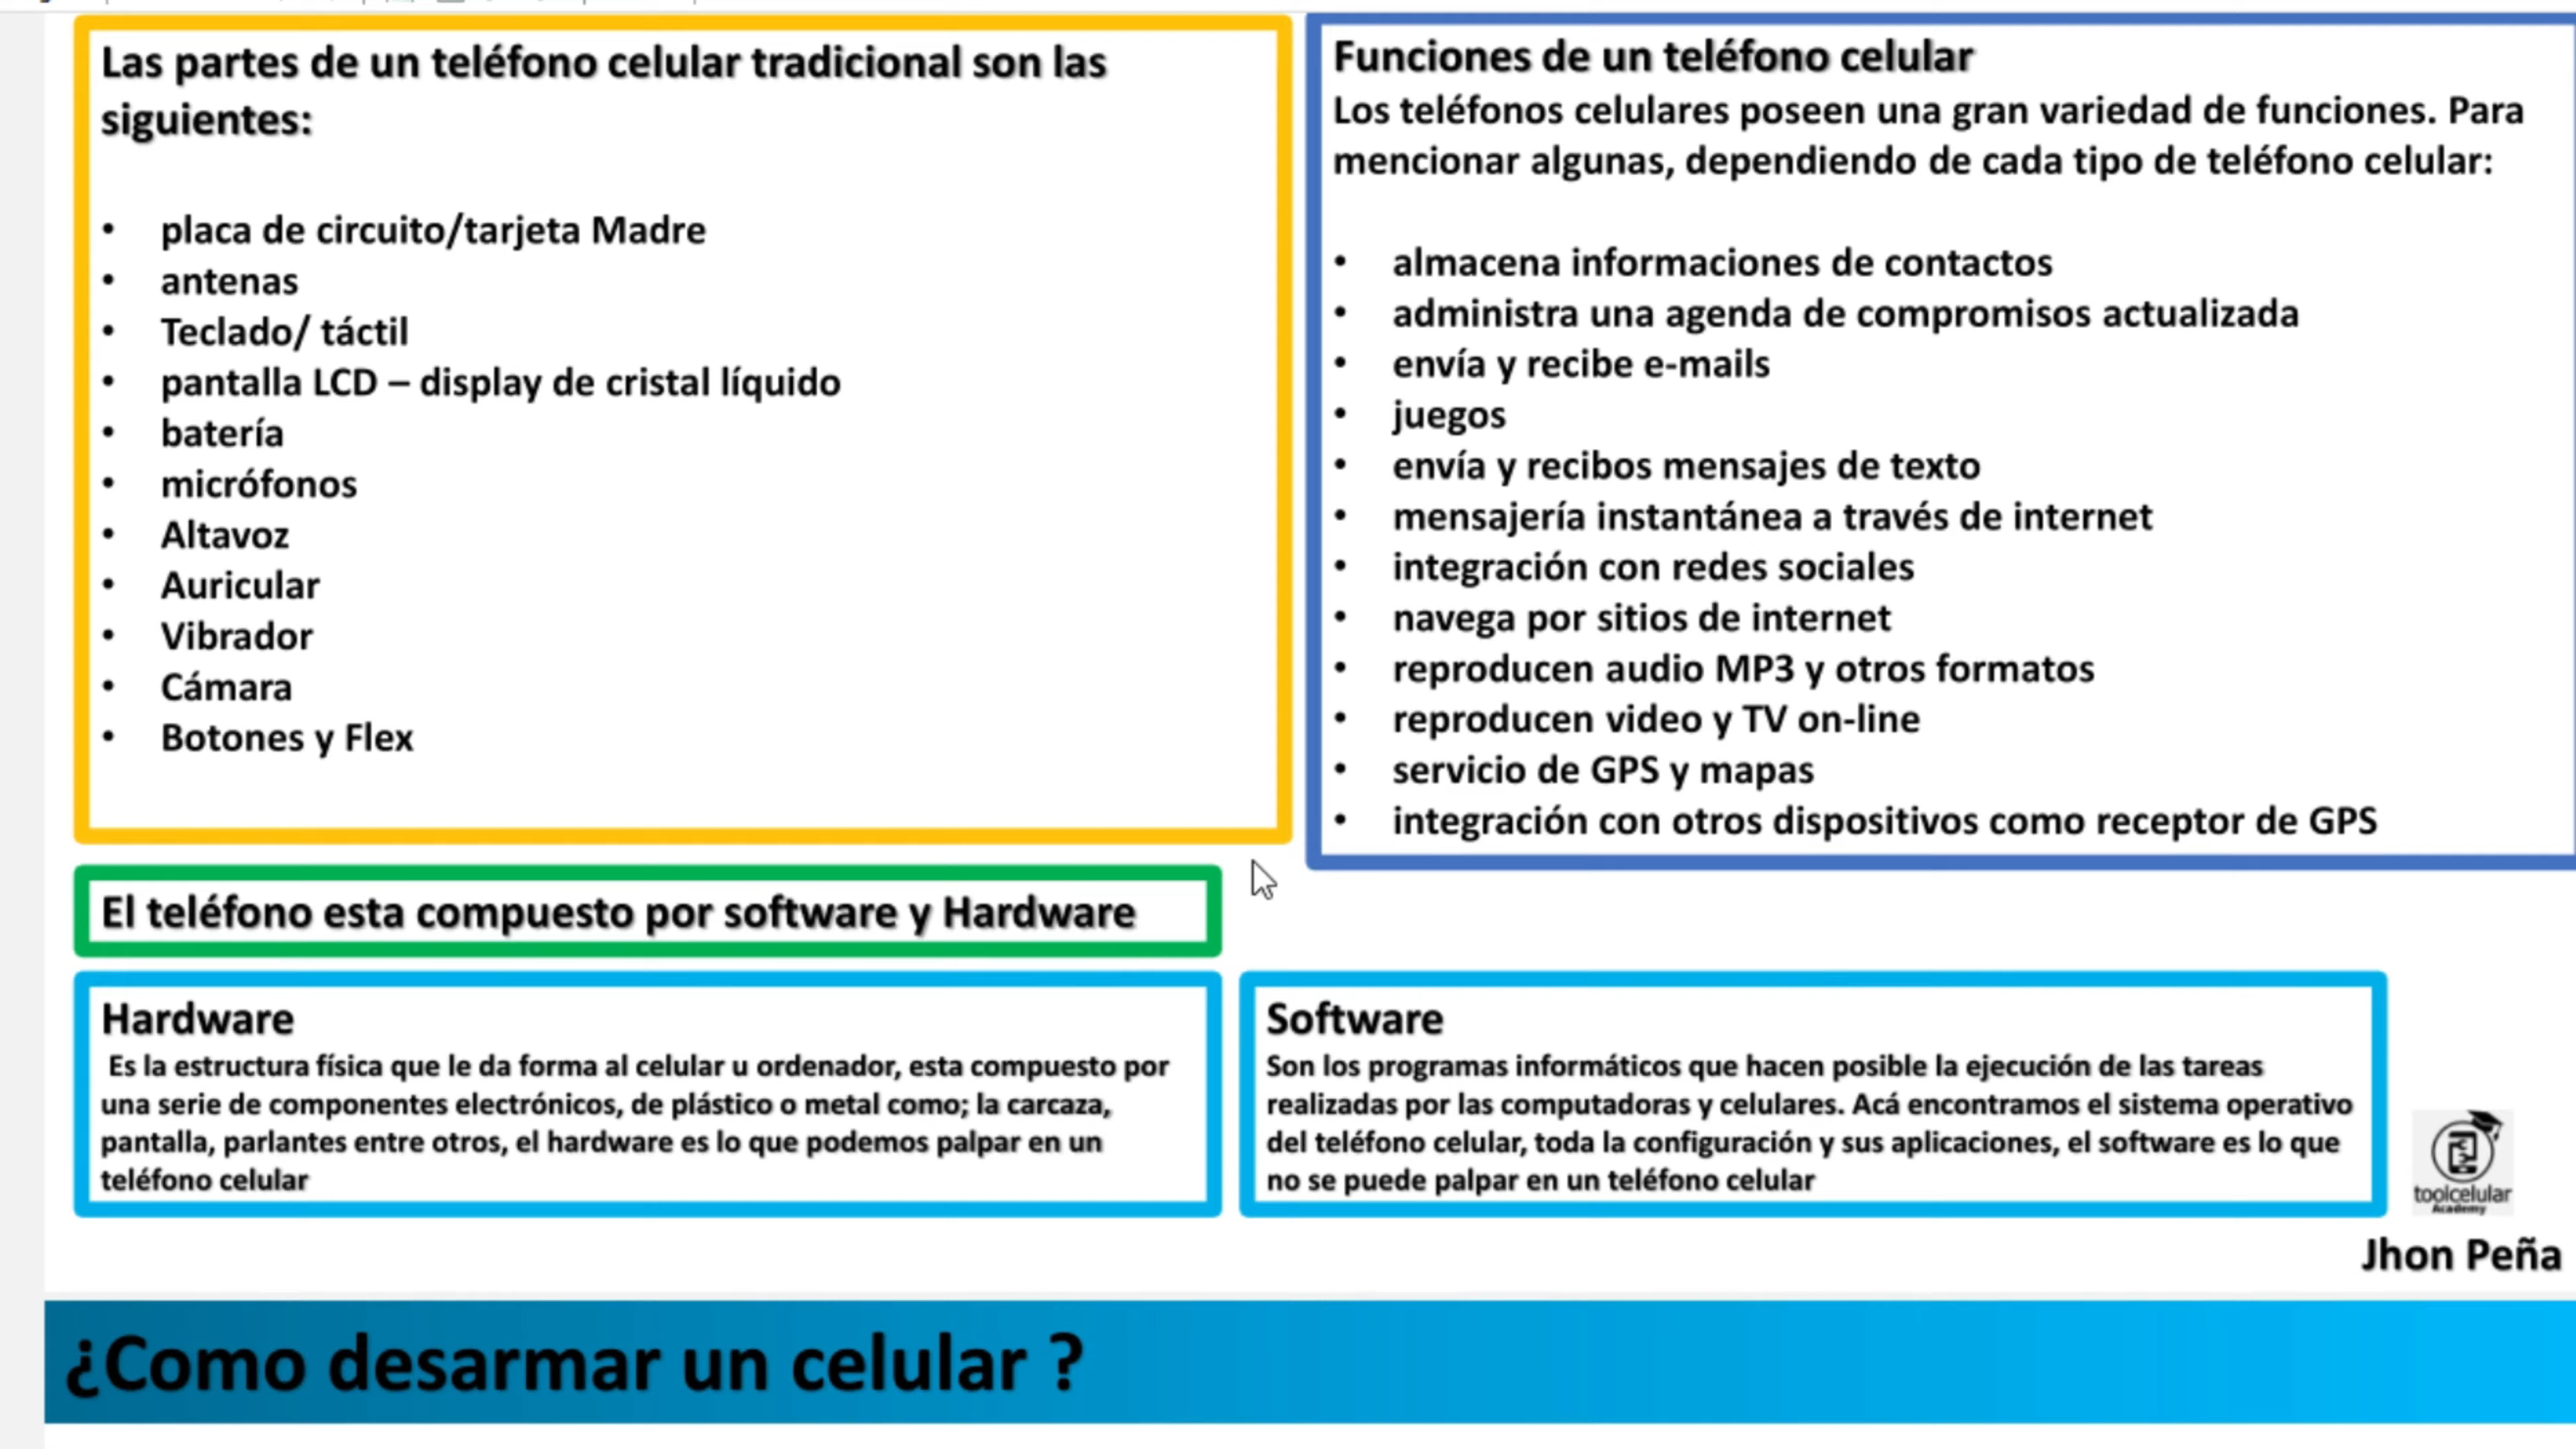 Las partes de un teléfono celular tradicional son las
siguientes:
• placa de circuito/tarjeta Madre
• antenas
• Teclado/ táctil
• pantalla LCD – display de cristal líquido
• batería
• micrófonos
• Altavoz
• Auricular
• Vibrador
• Cámara
• Botones y Flex
Funciones de un teléfono celular
Los teléfonos celulares poseen una gran variedad de funciones. Para
mencionar algunas, dependiendo de cada tipo de teléfono celular:
• almacena informaciones de contactos
• administra una agenda de compromisos actualizada
• envía y recibe e-mails
• juegos
• envía y recibos mensajes de texto
• mensajería instantánea a través de internet
• integración con redes sociales
• navega por sitios de internet
• reproducen audio MP3 y otros formatos
• reproducen video y TV on-line
• servicio de GPS y mapas
• integración con otros dispositivos como receptor de GPS
El teléfono esta compuesto por software y Hardware
Hardware
Es la estructura física que le da forma al celular u ordenador, esta compuesto por
una serie de componentes electrónicos, de plástico o metal como; la carcaza,
pantalla, parlantes entre otros, el hardware es lo que podemos palpar en un
teléfono celular
Software
Son los programas informáticos que hacen posible la ejecución de las tareas
realizadas por las computadoras y celulares. Acá encontramos el sistema operativo
del teléfono celular, toda la configuración y sus aplicaciones, el software es lo que
no se puede palpar en un teléfono celular
toolcelular
Academy
Jhon Peña
¿Como desarmar un celular ?